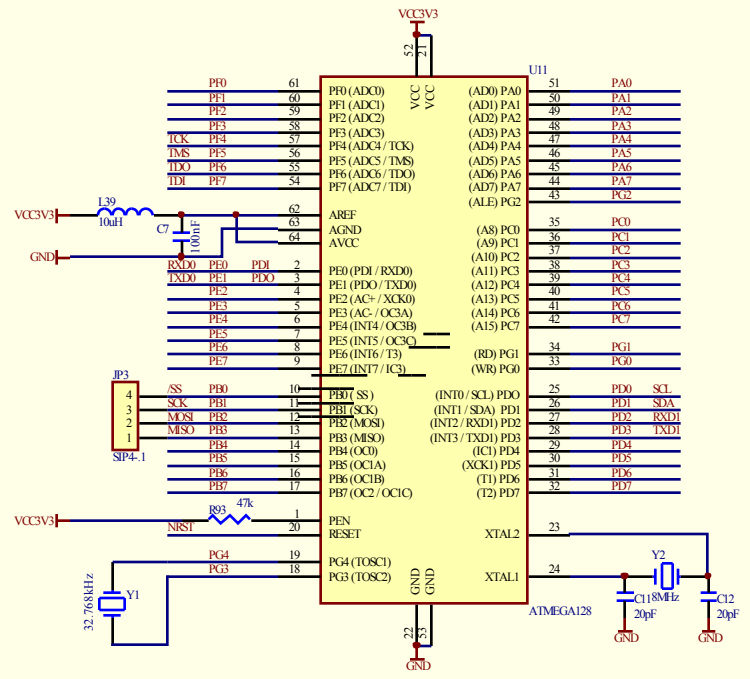 VCC3V3
52
21
U11
VCC
VCC
PF0 61 PF0 (ADC0) (AD0) PA0 51 PA0
PF1 60 PF1 (ADC1) (AD1) PA1 50 PA1
PF2 59 PF2 (ADC2) (AD2) PA2 49 PA2
PF3 58 PF3 (ADC3) (AD3) PA3 48 PA3
TCK PF4 57 PF4 (ADC4 / TCK) (AD4) PA4 47 PA4
TMS PF5 56 PF5 (ADC5 / TMS) (AD5) PA5 46 PA5
TDO PF6 55 PF6 (ADC6 / TDO) (AD6) PA6 45 PA6
TDI PF7 54 PF7 (ADC7 / TDI) (AD7) PA7 44 PA7
(ALE) PG2 43 PG2
L39
VCC3V3 10uH 62 AREF
C7 100nF 63 AGND (A8) PC0 35 PC0
64 AVCC (A9) PC1 36 PC1
GND (A10) PC2 37 PC2
RXD0 PE0 PDI 2 PE0 (PDI / RXD0) (A11) PC3 38 PC3
TXD0 PE1 PDO 3 PE1 (PDO / TXD0) (A12) PC4 39 PC4
PE2 4 PE2 (AC+ / XCK0) (A13) PC5 40 PC5
PE3 5 PE3 (AC- / OC3A) (A14) PC6 41 PC6
PE4 6 PE4 (INT4 / OC3B) (A15) PC7 42 PC7
PE5 7 PE5 (INT5 / OC3C)
PE6 8 PE6 (INT6 / T3) (RD) PG1 34 PG1
PE7 9 PE7 (INT7 / IC3) (WR) PG0 33 PG0
JP3
4 /SS PB0 10 PB0 ( SS ) (INT0 / SCL) PDO 25 PD0 SCL
3 SCK PB1 11 PB1 (SCK) (INT1 / SDA) PD1 26 PD1 SDA
2 MOSI PB2 12 PB2 (MOSI) (INT2 / RXD1) PD2 27 PD2 RXD1
1 MISO PB3 13 PB3 (MISO) (INT3 / TXD1) PD3 28 PD3 TXD1
SIP4-.1 PB4 14 PB4 (OC0) (IC1) PD4 29 PD4
PB5 15 PB5 (OC1A) (XCK1) PD5 30 PD5
PB6 16 PB6 (OC1B) (T1) PD6 31 PD6
PB7 17 PB7 (OC2 / OC1C) (T2) PD7 32 PD7
R93 47k
VCC3V3 1 PEN
NRST 20 RESET XTAL2 23
PG4 19 PG4 (TOSC1) Y2
PG3 18 PG3 (TOSC2) XTAL1 24
32.768kHz Y1 8MHz
C11 20pF C12 20pF
GND
GND
ATMEGA128
GND GND
22
53
GND